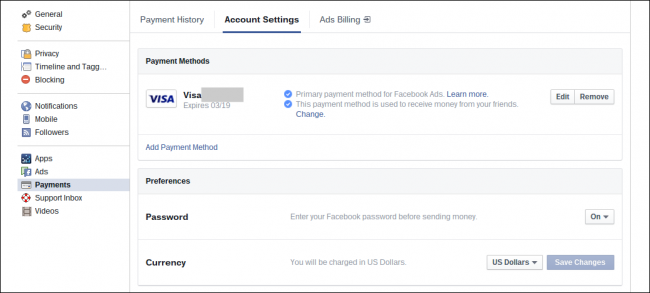 General
Security
Privacy
Timeline and Tagg...
Blocking
Notifications
Mobile
Followers
Apps
Ads
Payments
Support Inbox
Videos
Payment History
Account Settings
Ads Billing
Payment Methods
VISA
Visa
Expires 03/19
Primary payment method for Facebook Ads. Learn more.
This payment method is used to receive money from your friends.
Change.
Edit
Remove
Add Payment Method
Preferences
Password
Enter your Facebook password before sending money.
On
Currency
You will be charged in US Dollars.
US Dollars
Save Changes